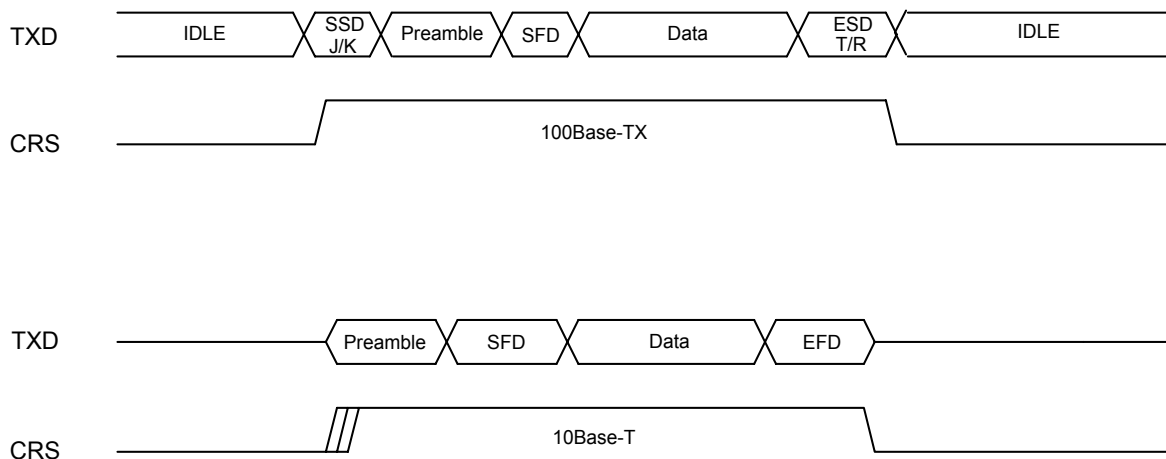 TXD IDLE SSD J/K Preamble SFD Data ESD T/R IDLE
CRS 100Base-TX
TXD Preamble SFD Data EFD
CRS 10Base-T